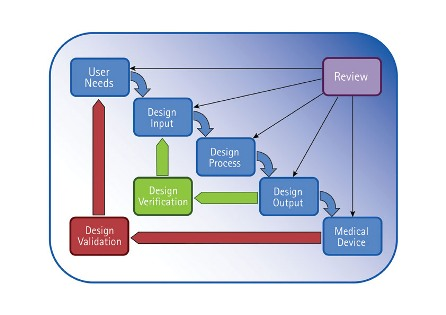 User
Needs
Review
Design
Input
Design
Process
Design
Verification
Design
Output
Design
Validation
Medical
Device